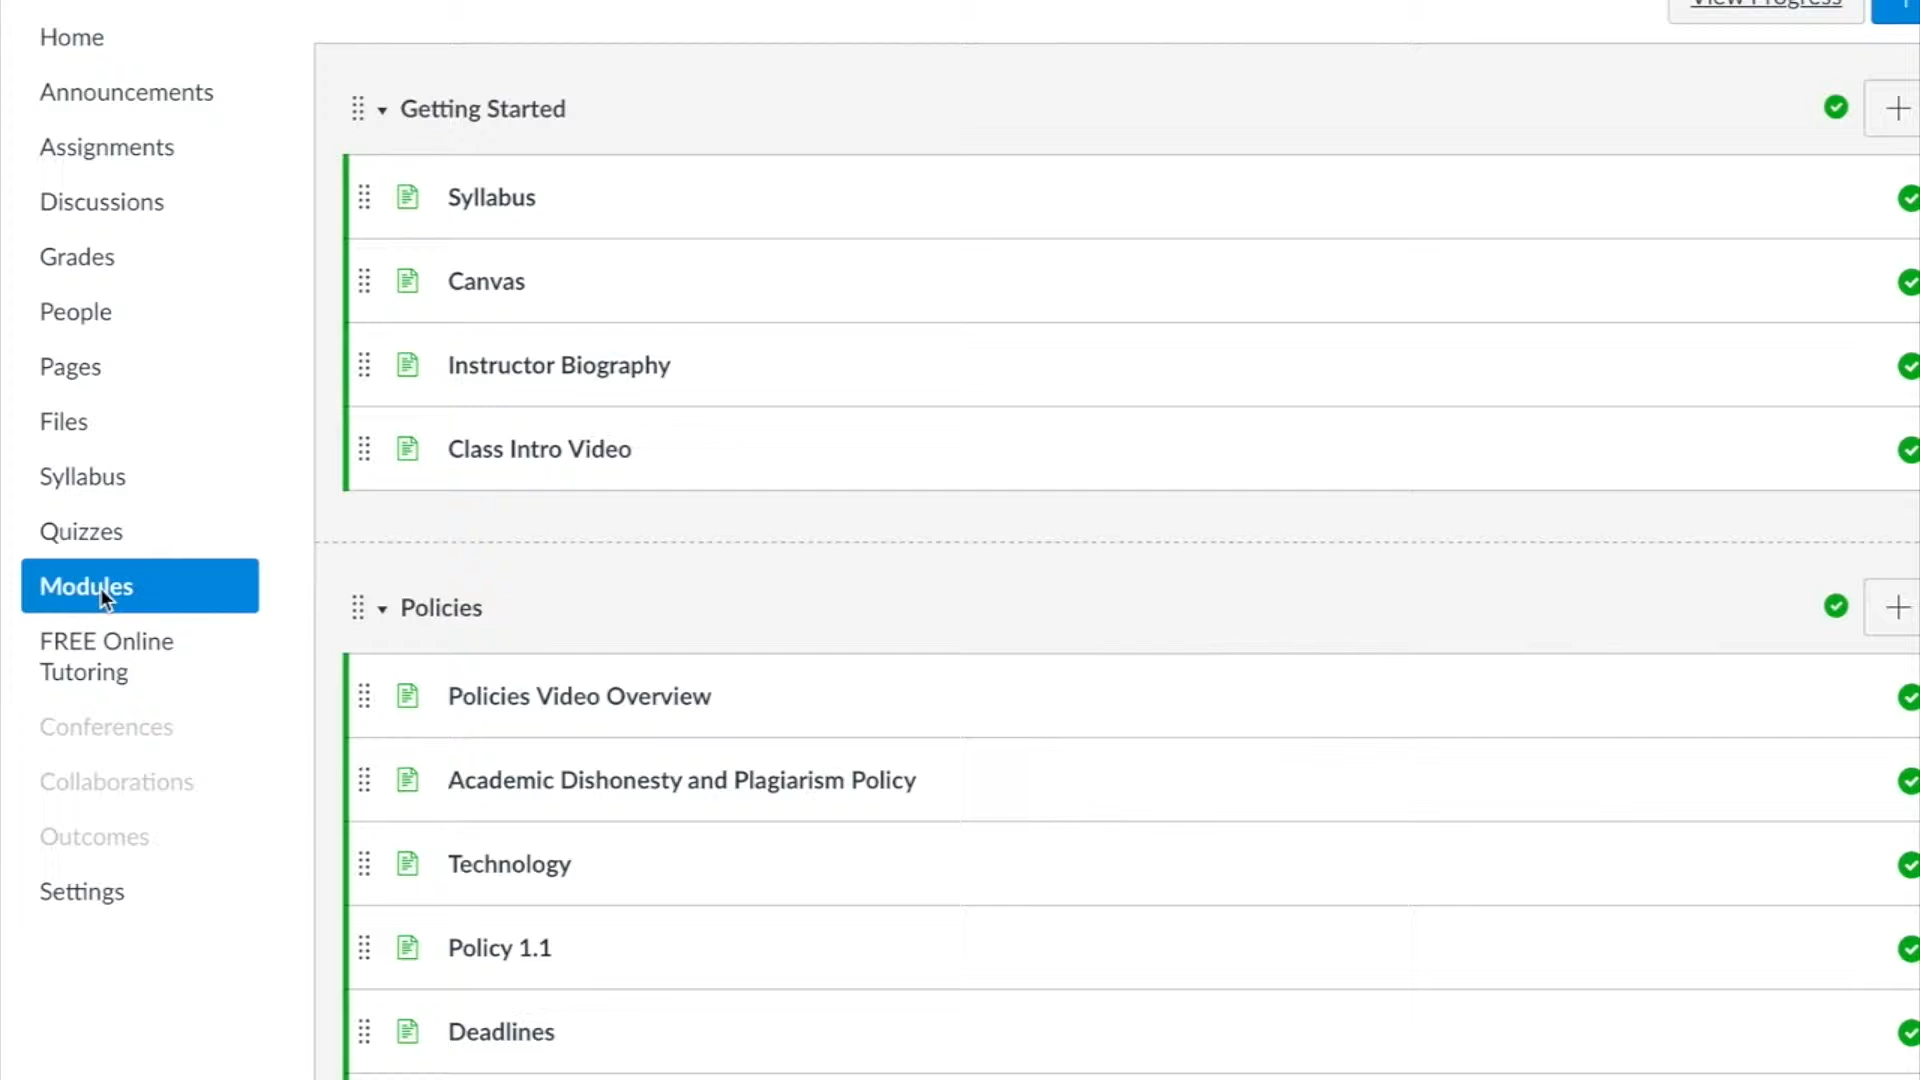 View Progress
Home
Announcements
Assignments
Discussions
Grades
People
Pages
Files
Syllabus
Quizzes
Modules
FREE Online
Tutoring
Conferences
Collaborations
Outcomes
Settings
Getting Started
Syllabus
Canvas
Instructor Biography
Class Intro Video
Policies
Policies Video Overview
Academic Dishonesty and Plagiarism Policy
Technology
Policy 1.1
Deadlines